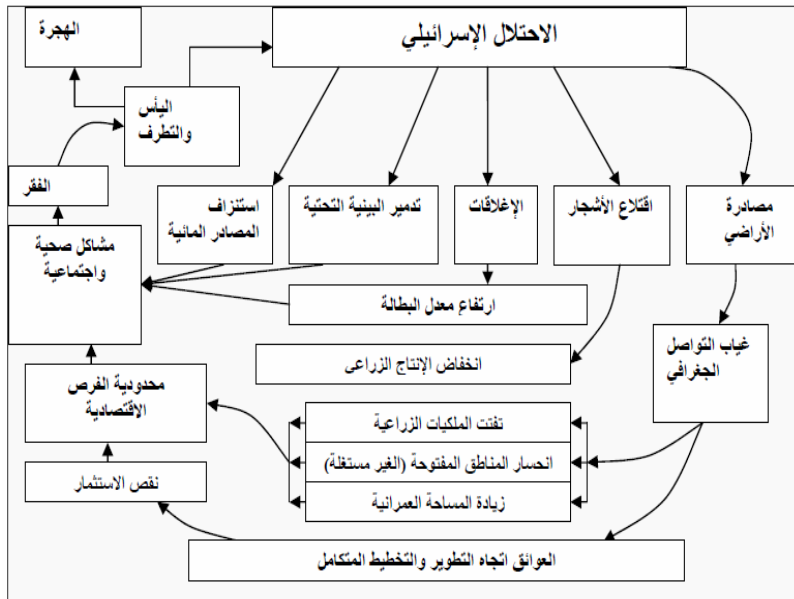 الاحتلال الإسرائيلي
الهجرة
اليأس
والتطرف
الفقر
مصادرة
الأراضي
اقتلاع الأشجار
الإغلاقات
تدمير البينية التحتية
استنزاف
المصادر المائية
مشاكل صحية
واجتماعية
ارتفاع معدل البطالة
غياب التواصل
الجغرافي
انخفاض الإنتاج الزراعى
محدودية الفرص
الاقتصادية
تفتت الملكيات الزراعية
انحسار المناطق المفتوحة (الغير مستغلة)
زيادة المساحة العمرانية
نقص الاستثمار
العوائق اتجاه التطوير والتخطيط المتكامل